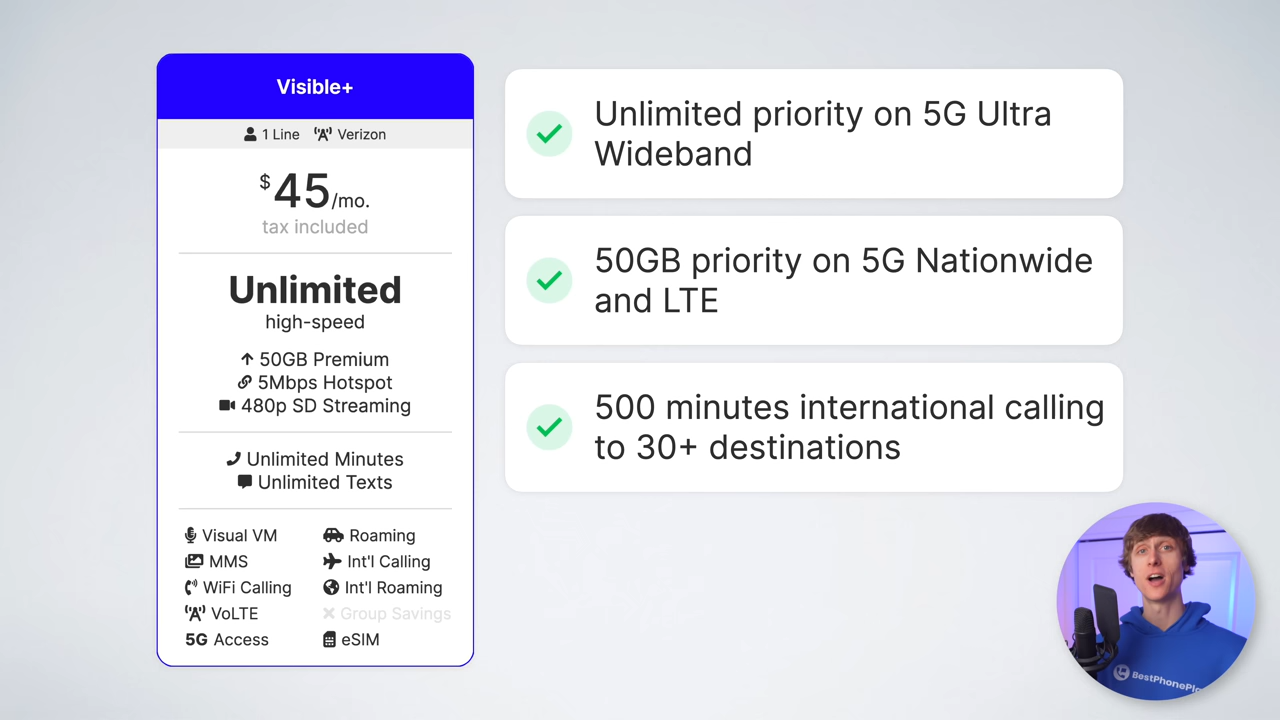 Visible+
1 Line Verizon
$45/mo.
tax included
Unlimited
high-speed
50GB Premium
5Mbps Hotspot
480p SD Streaming
Unlimited Minutes
Unlimited Texts
Visual VM Roaming
MMS Int'l Calling
WiFi Calling Int'l Roaming
VoLTE Group Savings
5G Access eSIM
Unlimited priority on 5G Ultra
Wideband
50GB priority on 5G Nationwide
and LTE
500 minutes international calling
to 30+ destinations